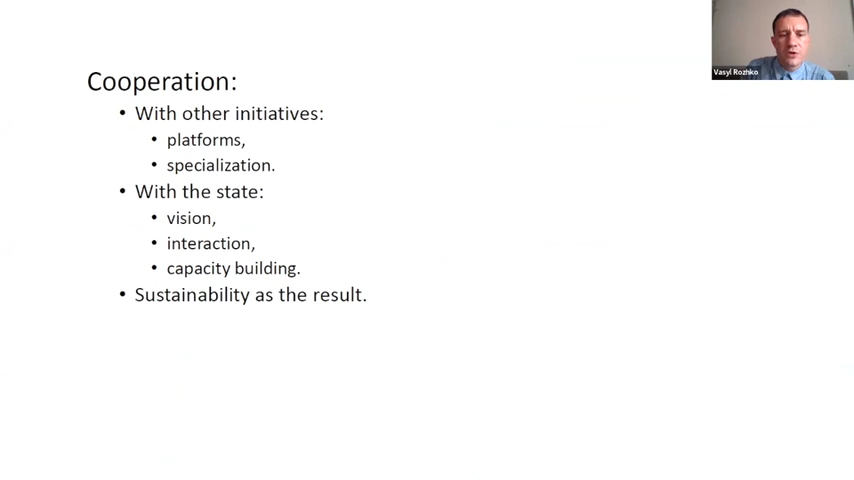 Vasyl Rozhko
Cooperation:
• With other initiatives:
• platforms,
• specialization.
• With the state:
• vision,
• interaction,
• capacity building.
• Sustainability as the result.